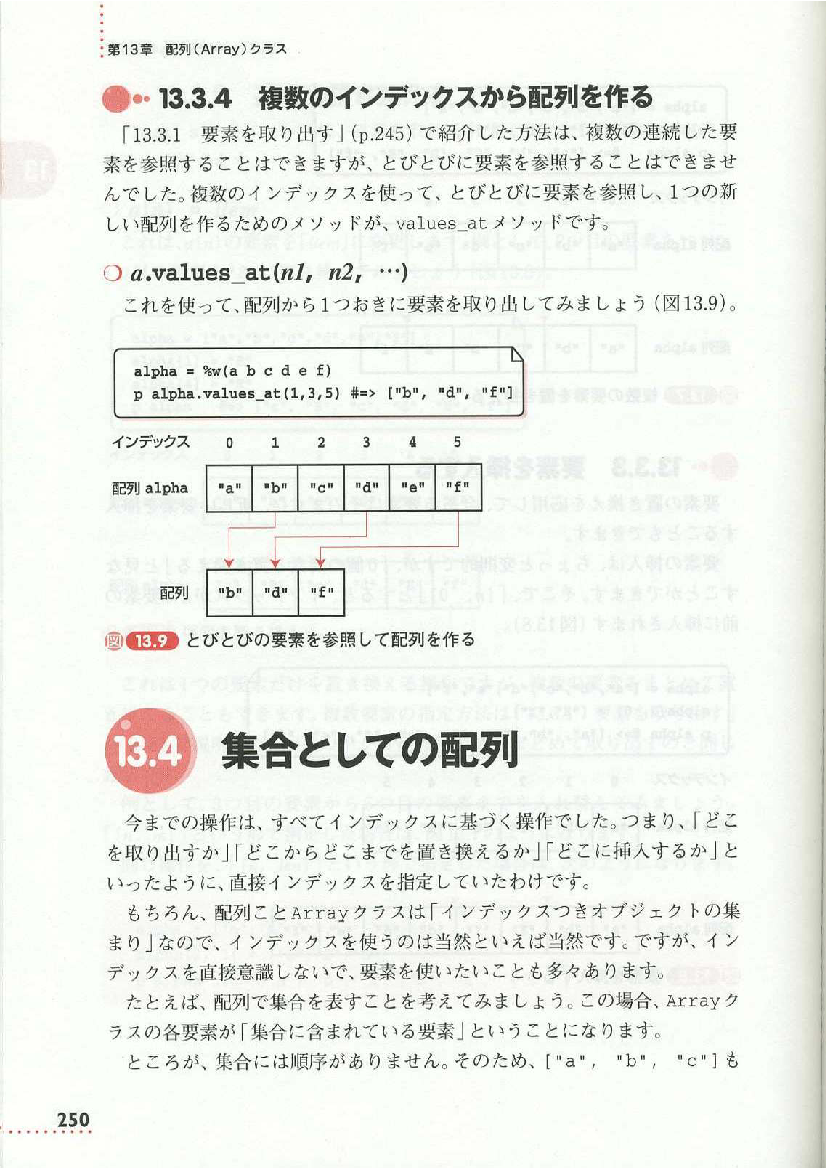 第13章 配列(Array)クラス
13.3.4 複数のインデックスから配列を作る
「13.3.1 要素を取り出す」(p.245)で紹介した方法は、複数の連続した要
素を参照することはできますが、とびとびに要素を参照することはできませ
んでした。複数のインデックスを使って、とびとびに要素を参照し、1つの新
しい配列を作るためのメソッドが、values_atメソッドです。
a.values_at(n1, n2, …)
これを使って、配列から1つおきに要素を取り出してみましょう(図13.9)。
alpha = %w(a b c d e f)
p alpha.values_at(1,3,5) #=> ["b", "d", "f"]
インデックス 0 1 2 3 4 5
配列 alpha "a" "b" "c" "d" "e" "f"
配列 "b" "d" "f"
図 13.9 とびとびの要素を参照して配列を作る
13.4 集合としての配列
今までの操作は、すべてインデックスに基づく操作でした。つまり、「どこ
を取り出すか」「どこからどこまでを置き換えるか」「どこに挿入するか」と
いったように、直接インデックスを指定していたわけです。
もちろん、配列ことArrayクラスは「インデックスつきオブジェクトの集
まり」なので、インデックスを使うのは当然といえば当然です。ですが、イン
デックスを直接意識しないで、要素を使いたいことも多々あります。
たとえば、配列で集合を表すことを考えてみましょう。この場合、Arrayク
ラスの各要素が「集合に含まれている要素」ということになります。
ところが、集合には順序がありません。そのため、["a", "b", "c"]も
250